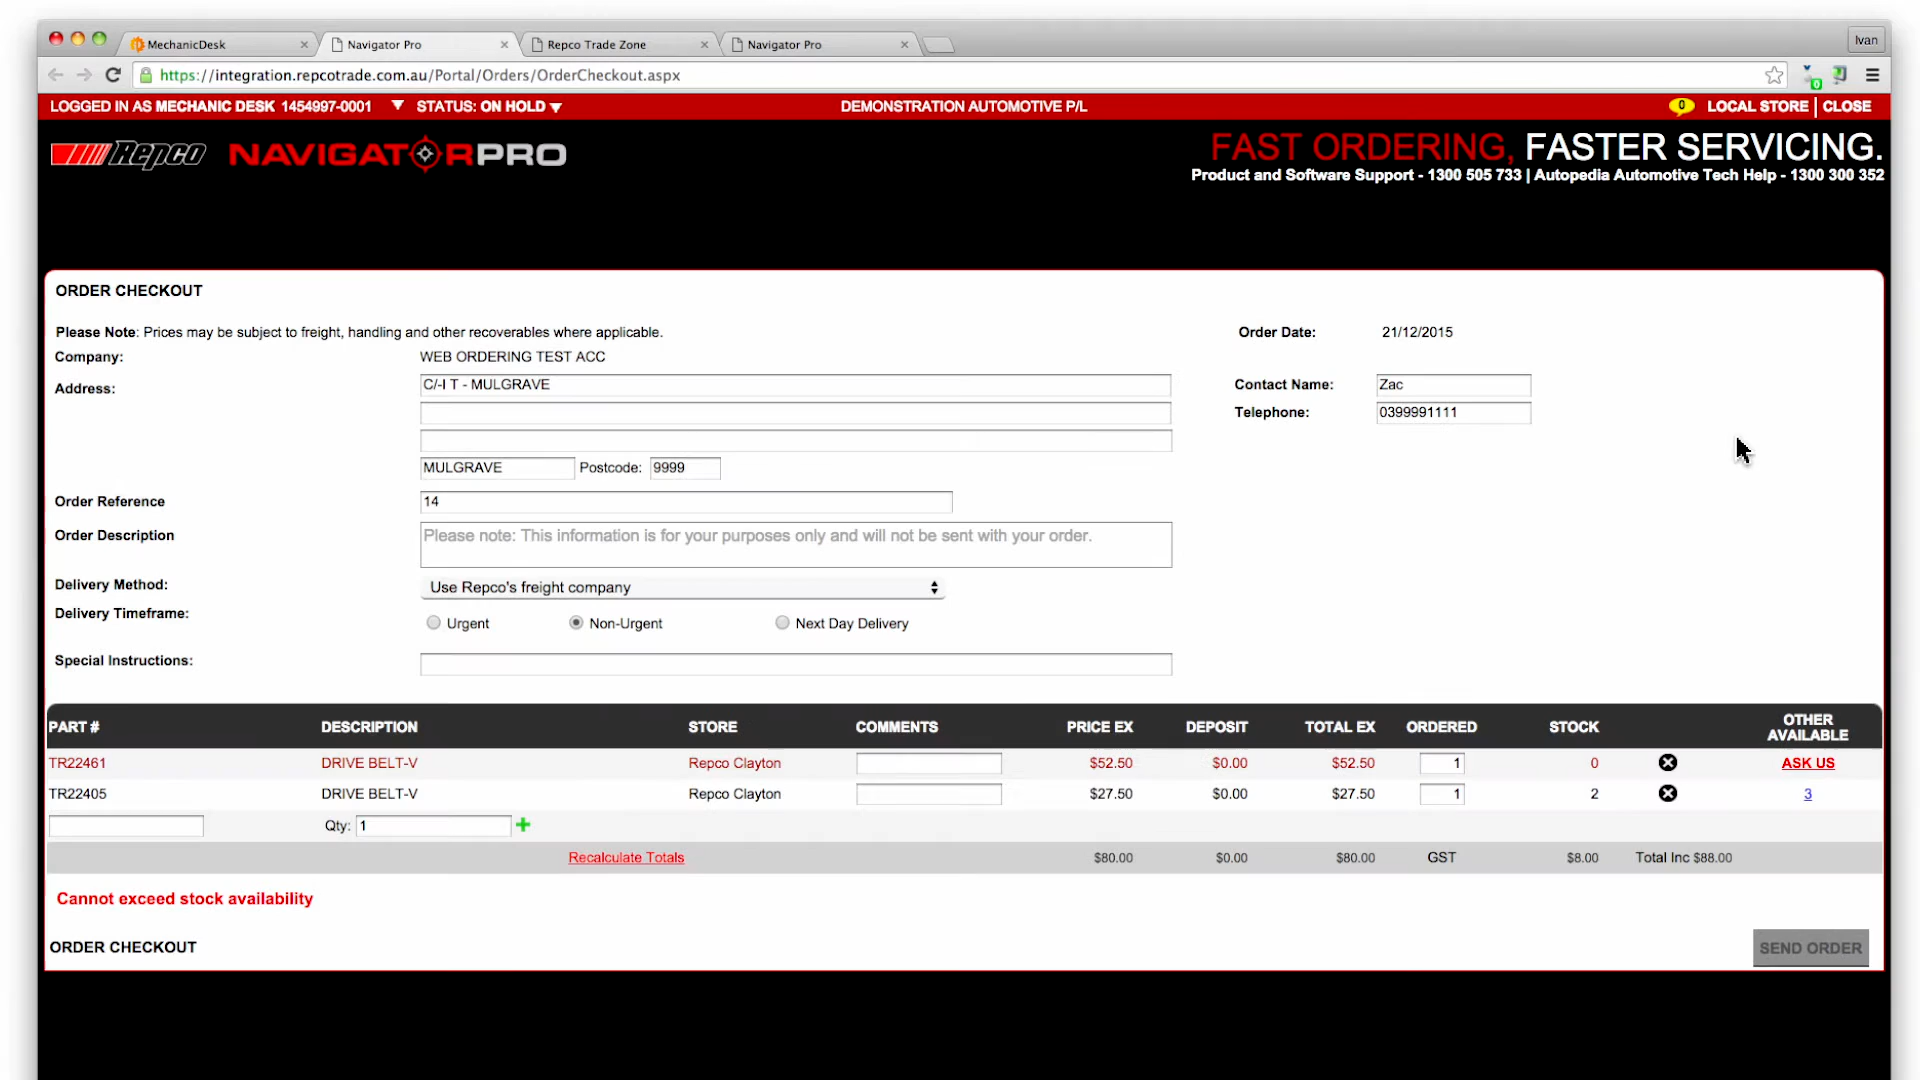 MechanicDesk
Navigator Pro
Repco Trade Zone
Navigator Pro
Ivan
https://integration.repcotrade.com.au/Portal/Orders/OrderCheckout.aspx
0
LOGGED IN AS MECHANIC DESK 1454997-0001 STATUS: ON HOLD DEMONSTRATION AUTOMOTIVE P/L 0 LOCAL STORE | CLOSE
Repco NAVIGATORPRO
FAST ORDERING, FASTER SERVICING.
Product and Software Support - 1300 505 733 | Autopedia Automotive Tech Help - 1300 300 352
ORDER CHECKOUT
Please Note: Prices may be subject to freight, handling and other recoverables where applicable. Order Date: 21/12/2015
Company: WEB ORDERING TEST ACC
Address: C/-I T - MULGRAVE Contact Name: Zac
Telephone: 0399991111
MULGRAVE Postcode: 9999
Order Reference 14
Order Description Please note: This information is for your purposes only and will not be sent with your order.
Delivery Method: Use Repco's freight company
Delivery Timeframe: Urgent Non-Urgent Next Day Delivery
Special Instructions:
PART # DESCRIPTION STORE COMMENTS PRICE EX DEPOSIT TOTAL EX ORDERED STOCK OTHER AVAILABLE
TR22461 DRIVE BELT-V Repco Clayton $52.50 $0.00 $52.50 1 0 ASK US
TR22405 DRIVE BELT-V Repco Clayton $27.50 $0.00 $27.50 1 2 3
Qty: 1
Recalculate Totals $80.00 $0.00 $80.00 GST $8.00 Total Inc $88.00
Cannot exceed stock availability
ORDER CHECKOUT SEND ORDER